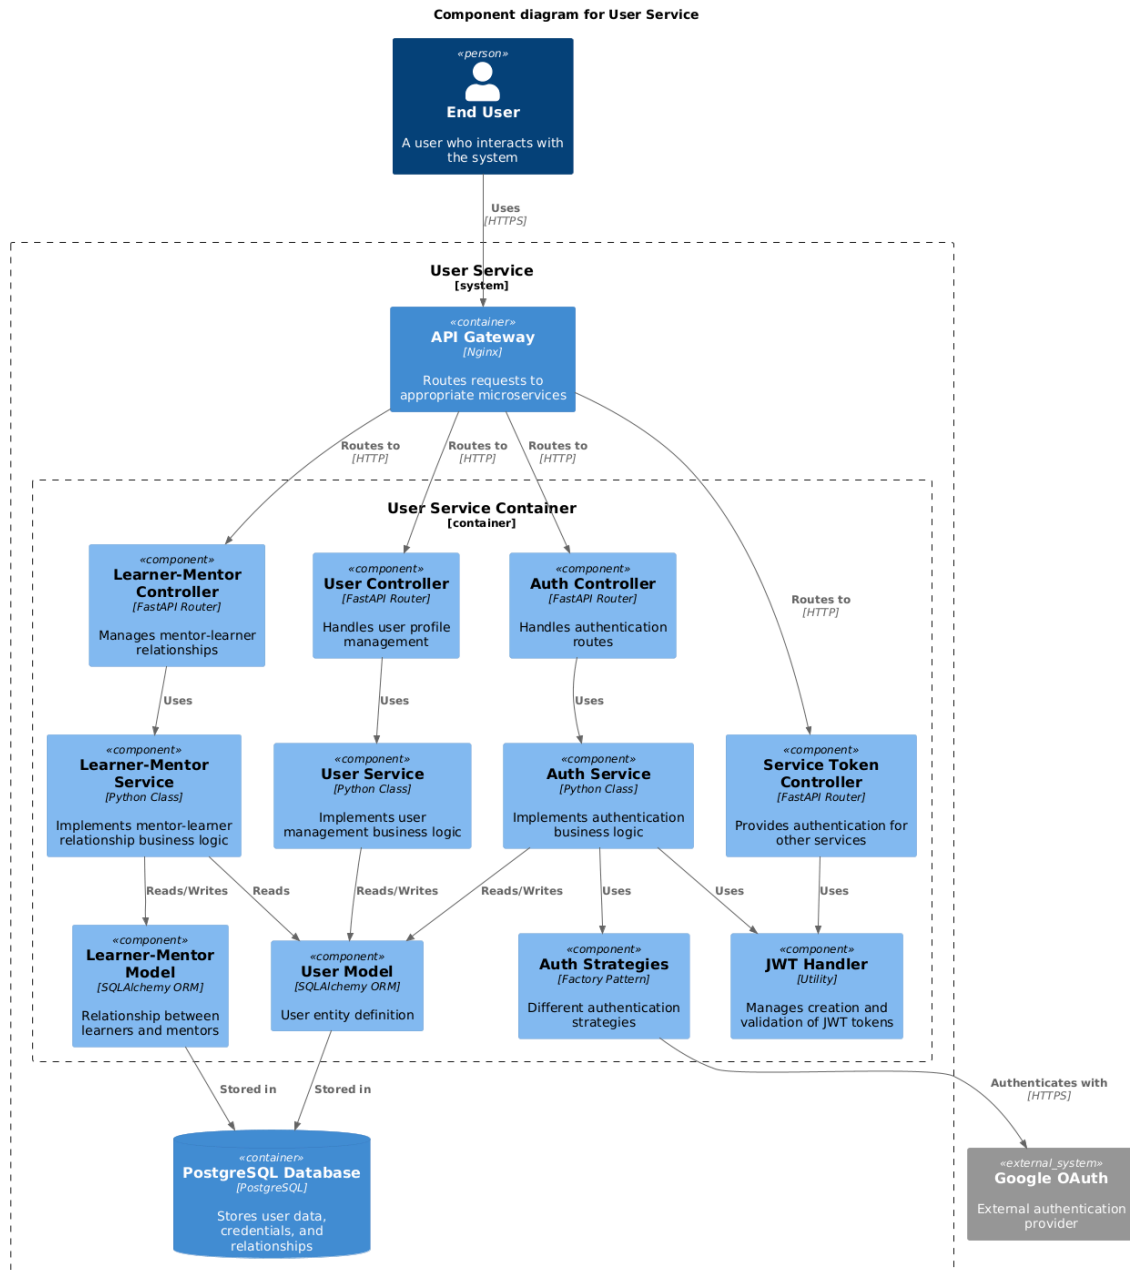 Component diagram for User Service
«person»
End User
A user who interacts with
the system
Uses
[HTTPS]
User Service
[system]
«container»
API Gateway
[Nginx]
Routes requests to
appropriate microservices
Routes to
[HTTP]
Routes to
[HTTP]
Routes to
[HTTP]
Routes to
[HTTP]
User Service Container
[container]
«component»
Learner-Mentor
Controller
[FastAPI Router]
Manages mentor-learner
relationships
«component»
User Controller
[FastAPI Router]
Handles user profile
management
«component»
Auth Controller
[FastAPI Router]
Handles authentication
routes
Uses
Uses
Uses
«component»
Learner-Mentor
Service
[Python Class]
Implements mentor-learner
relationship business logic
«component»
User Service
[Python Class]
Implements user
management business logic
«component»
Auth Service
[Python Class]
Implements authentication
business logic
«component»
Service Token
Controller
[FastAPI Router]
Provides authentication for
other services
Reads/Writes
Reads
Reads/Writes
Reads/Writes
Uses
Uses
Uses
«component»
Learner-Mentor
Model
[SQLAlchemy ORM]
Relationship between
learners and mentors
«component»
User Model
[SQLAlchemy ORM]
User entity definition
«component»
Auth Strategies
[Factory Pattern]
Different authentication
strategies
«component»
JWT Handler
[Utility]
Manages creation and
validation of JWT tokens
Stored in
Stored in
Authenticates with
[HTTPS]
«container»
PostgreSQL Database
[PostgreSQL]
Stores user data,
credentials, and
relationships
«external_system»
Google OAuth
External authentication
provider